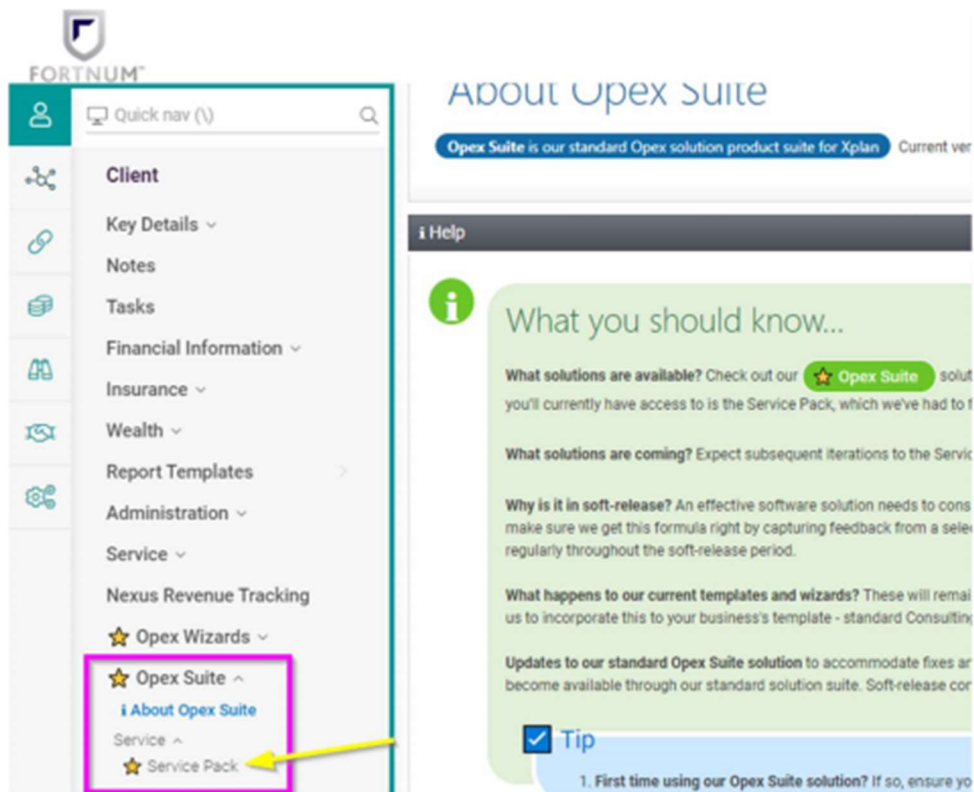 FORTNUM™
Quick nav (\)
Client
Key Details
Notes
Tasks
Financial Information
Insurance
Wealth
Report Templates
Administration
Service
Nexus Revenue Tracking
Opex Wizards
Opex Suite
i About Opex Suite
Service
Service Pack
About Opex Suite
Opex Suite is our standard Opex solution product suite for Xplan Current ver
i Help
What you should know...
What solutions are available? Check out our Opex Suite solut
you'll currently have access to is the Service Pack, which we've had to f
What solutions are coming? Expect subsequent iterations to the Servic
Why is it in soft-release? An effective software solution needs to cons
make sure we get this formula right by capturing feedback from a selec
regularly throughout the soft-release period.
What happens to our current templates and wizards? These will remai
us to incorporate this to your business's template - standard Consulting
Updates to our standard Opex Suite solution to accommodate fixes ar
become available through our standard solution suite. Soft-release cor
Tip
1. First time using our Opex Suite solution? If so, ensure yo